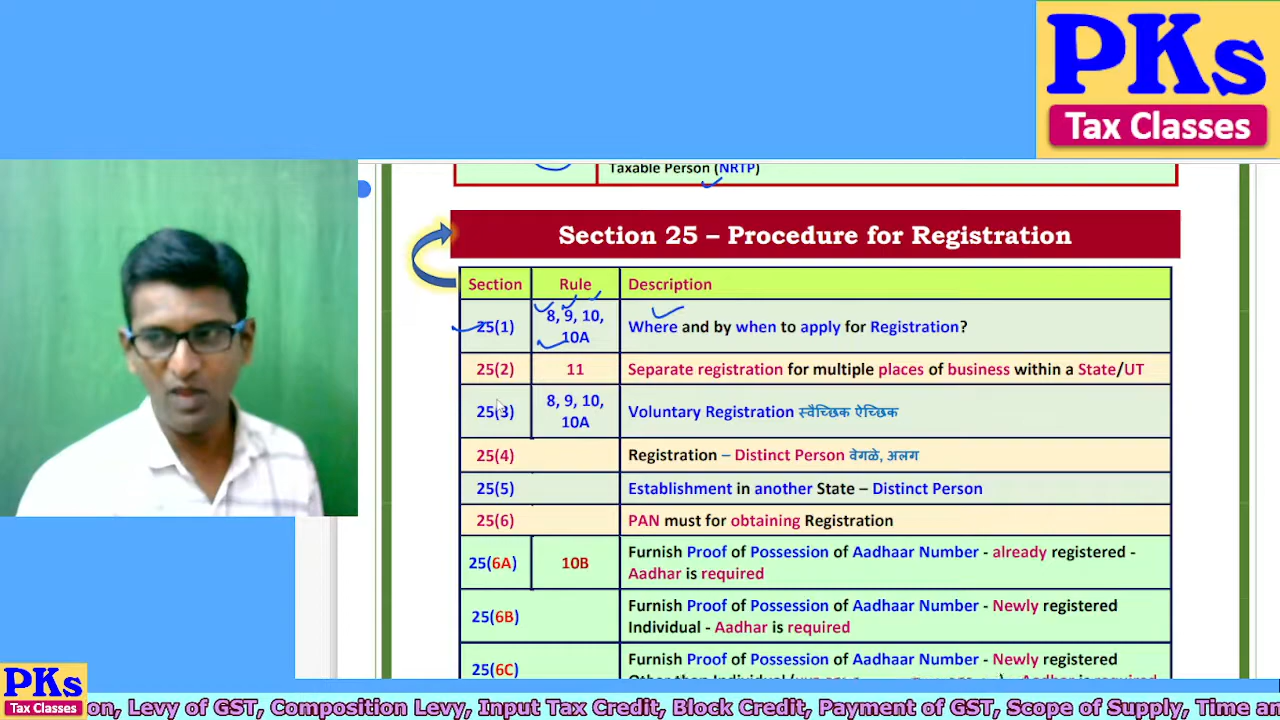 PKs
Tax Classes
Taxable Person (NRTP)
Section 25 – Procedure for Registration
Section Rule Description
25(1) 8, 9, 10, 10A Where and by when to apply for Registration?
25(2) 11 Separate registration for multiple places of business within a State/UT
25(3) 8, 9, 10, 10A Voluntary Registration स्वैच्छिक ऐच्छिक
25(4) Registration – Distinct Person वेगळे, अलग
25(5) Establishment in another State – Distinct Person
25(6) PAN must for obtaining Registration
25(6A) 10B Furnish Proof of Possession of Aadhaar Number - already registered -
Aadhar is required
25(6B) Furnish Proof of Possession of Aadhaar Number - Newly registered
Individual - Aadhar is required
25(6C) Furnish Proof of Possession of Aadhaar Number - Newly registered
Other than Individual
PKs
Tax Classes
on, Levy of GST, Composition Levy, Input Tax Credit, Block Credit, Payment of GST, Scope of Supply, Time an